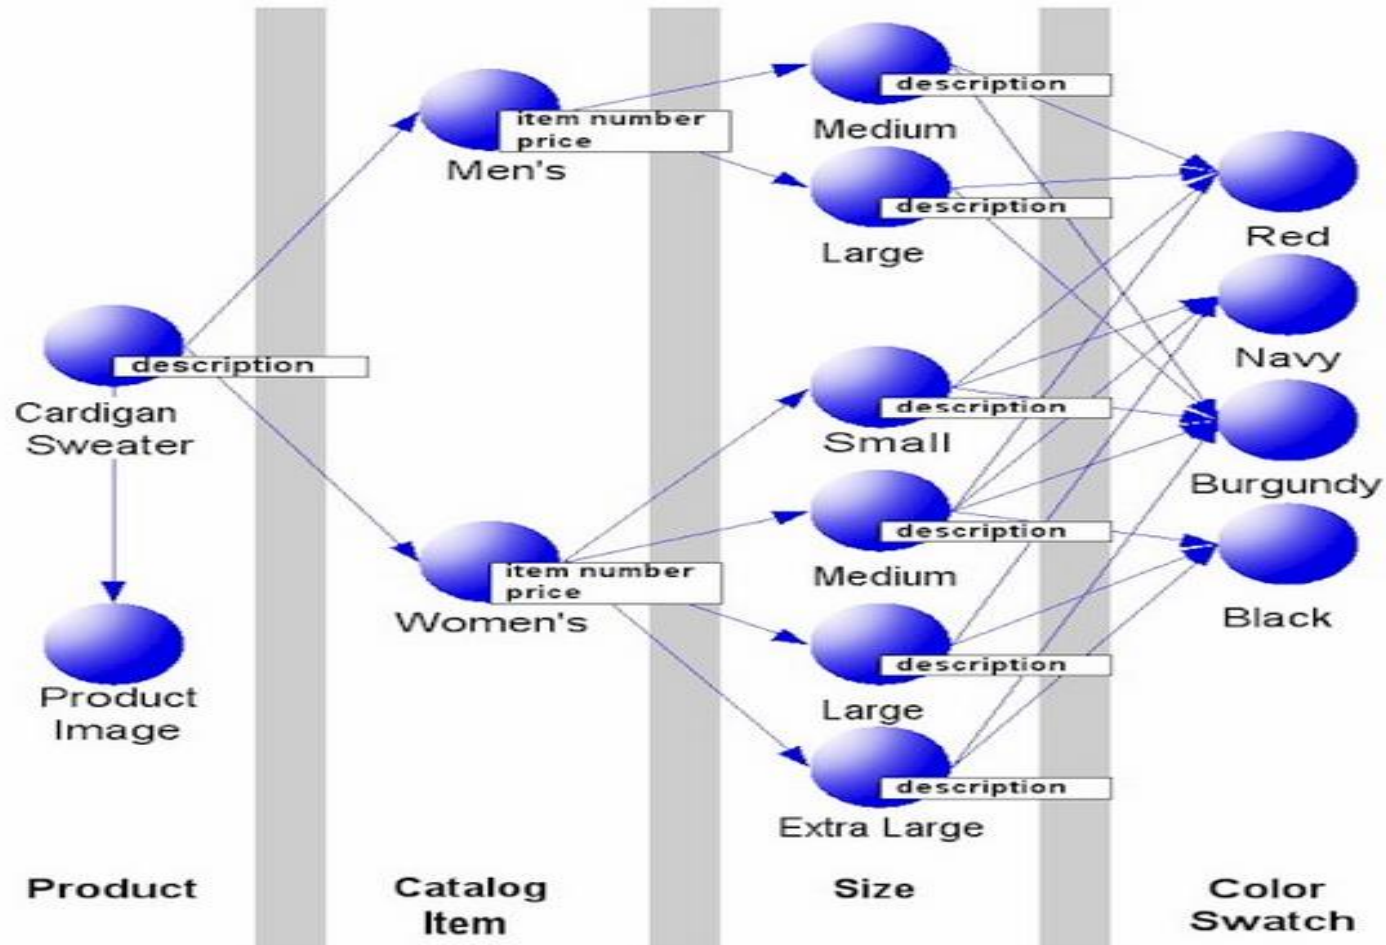 description
Cardigan
Sweater
Product
Image
Product
item number
price
Men's
item number
price
Women's
Catalog
Item
description
Medium
description
Large
description
Small
description
Medium
description
Large
description
Extra Large
Size
Red
Navy
Burgundy
Black
Color
Swatch